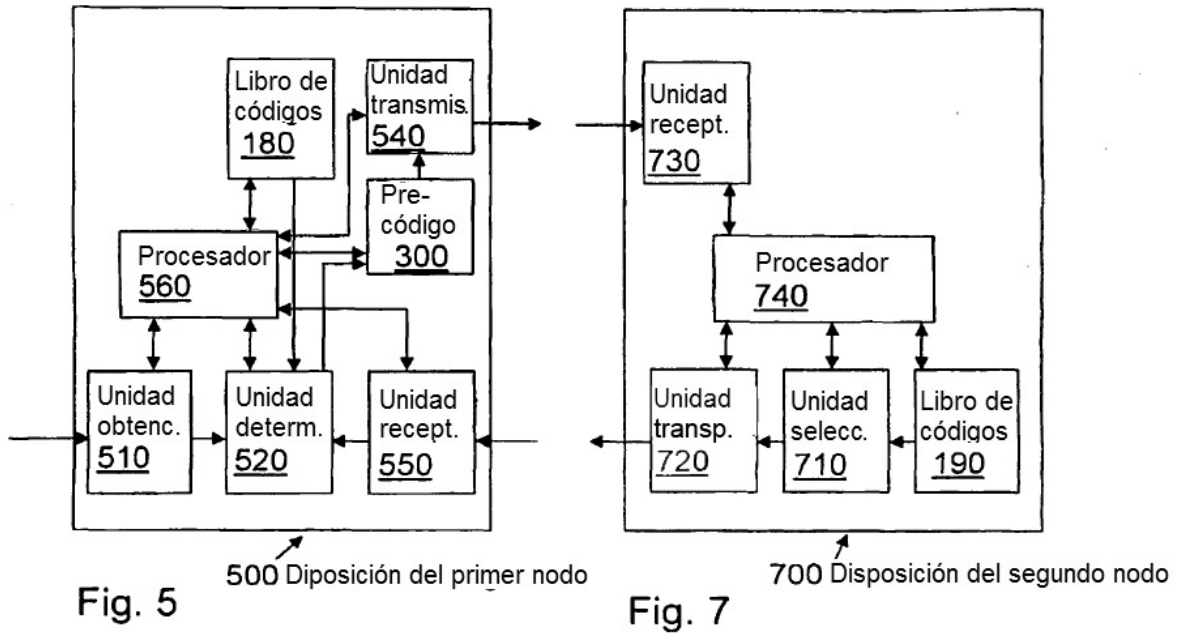 Libro de
códigos
180
Unidad
transmis.
540
Pre-
código
300
Procesador
560
Unidad
obtenc.
510
Unidad
determ.
520
Unidad
recept.
550
500 Diposición del primer nodo
Fig. 5
Unidad
recept.
730
Procesador
740
Unidad
transp.
720
Unidad
selecc.
710
Libro de
códigos
190
700 Disposición del segundo nodo
Fig. 7